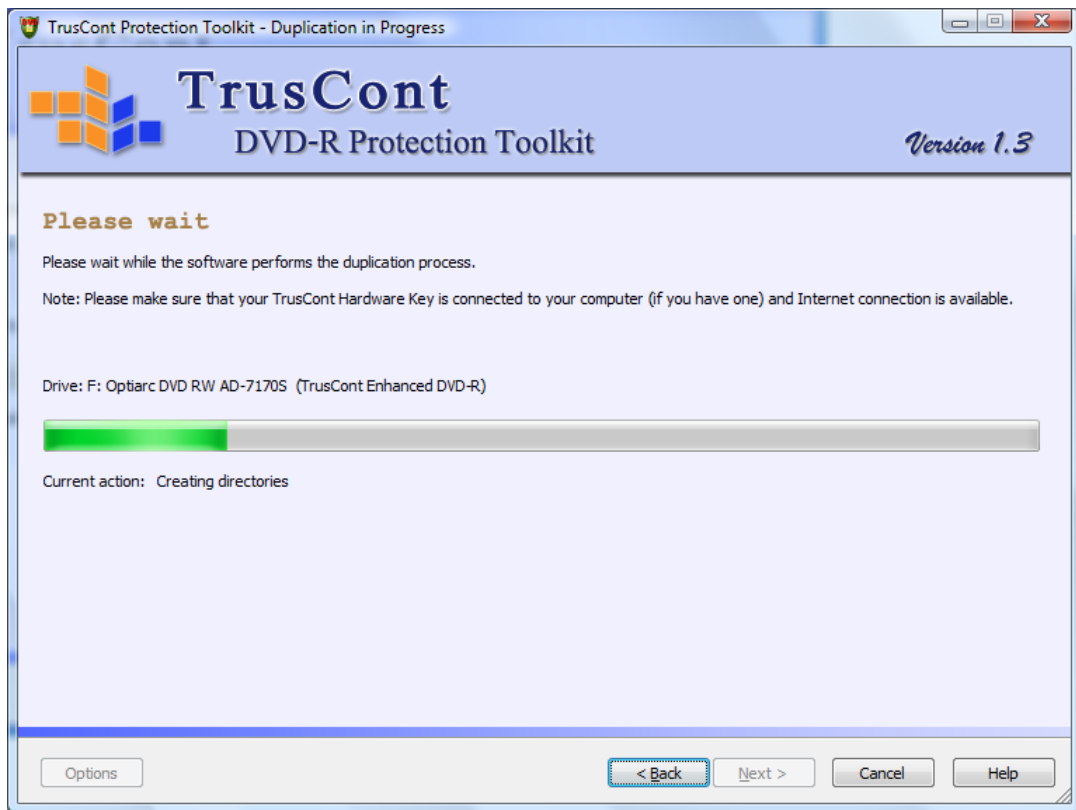 TrusCont Protection Toolkit - Duplication in Progress
TrusCont
DVD-R Protection Toolkit
Version 1.3
Please wait
Please wait while the software performs the duplication process.
Note: Please make sure that your TrusCont Hardware Key is connected to your computer (if you have one) and Internet connection is available.
Drive: F: Optiarc DVD RW AD-7170S (TrusCont Enhanced DVD-R)
Current action: Creating directories
Options
< Back
Next >
Cancel
Help